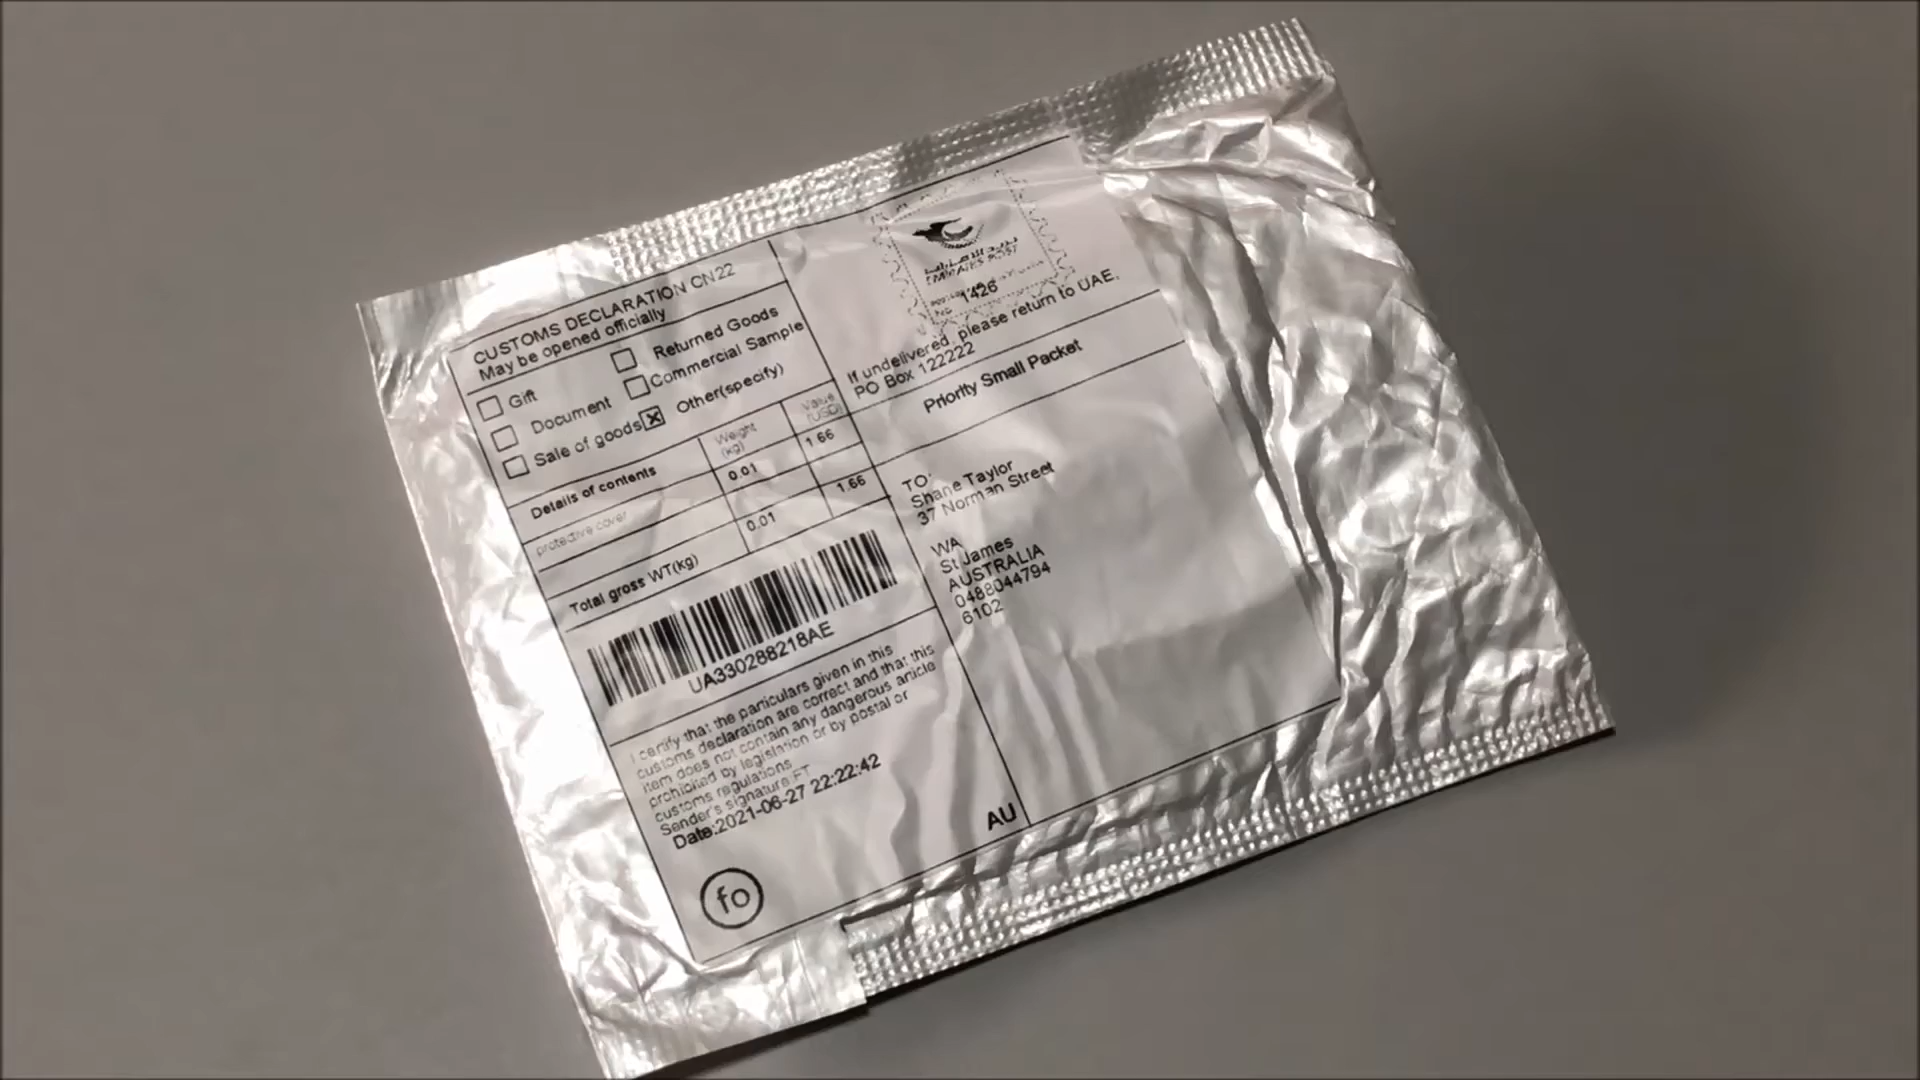 CUSTOMS DECLARATION CN22
May be opened officially
Gift
Returned Goods
Document
Commercial Sample
Sale of goods
Other(specify)
Details of contents
Weight
(kg)
Value
(USD)
protective cover
0.01
1.66
Total gross WT(kg)
0.01
1.66
UA330288218AE
I certify that the particulars given in this
customs declaration are correct and that this
item does not contain any dangerous article
prohibited by legislation or by postal or
customs regulations
Sender's signature:FT
Date:2021-06-27 22:22:42
fo
AU
بريد الإمارات
EMIRATES POST
1426
If undelivered, please return to UAE,
PO Box 122222
Priority Small Packet
TO:
Shane Taylor
37 Norman Street
WA
St James
AUSTRALIA
0488044794
6102